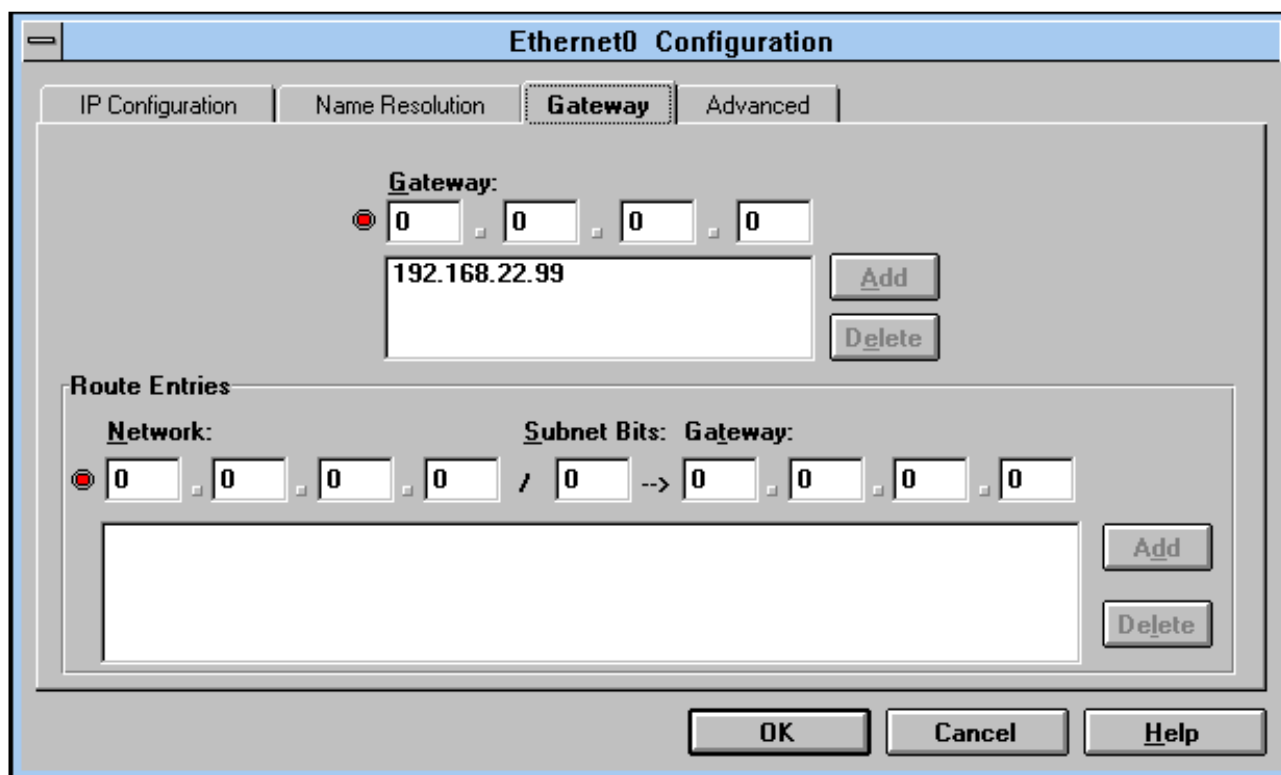 Ethernet0 Configuration
IP Configuration Name Resolution Gateway Advanced
Gateway:
0 . 0 . 0 . 0
192.168.22.99
Add
Delete
Route Entries
Network: Subnet Bits: Gateway:
0 . 0 . 0 . 0 / 0 --> 0 . 0 . 0 . 0
Add
Delete
OK Cancel Help